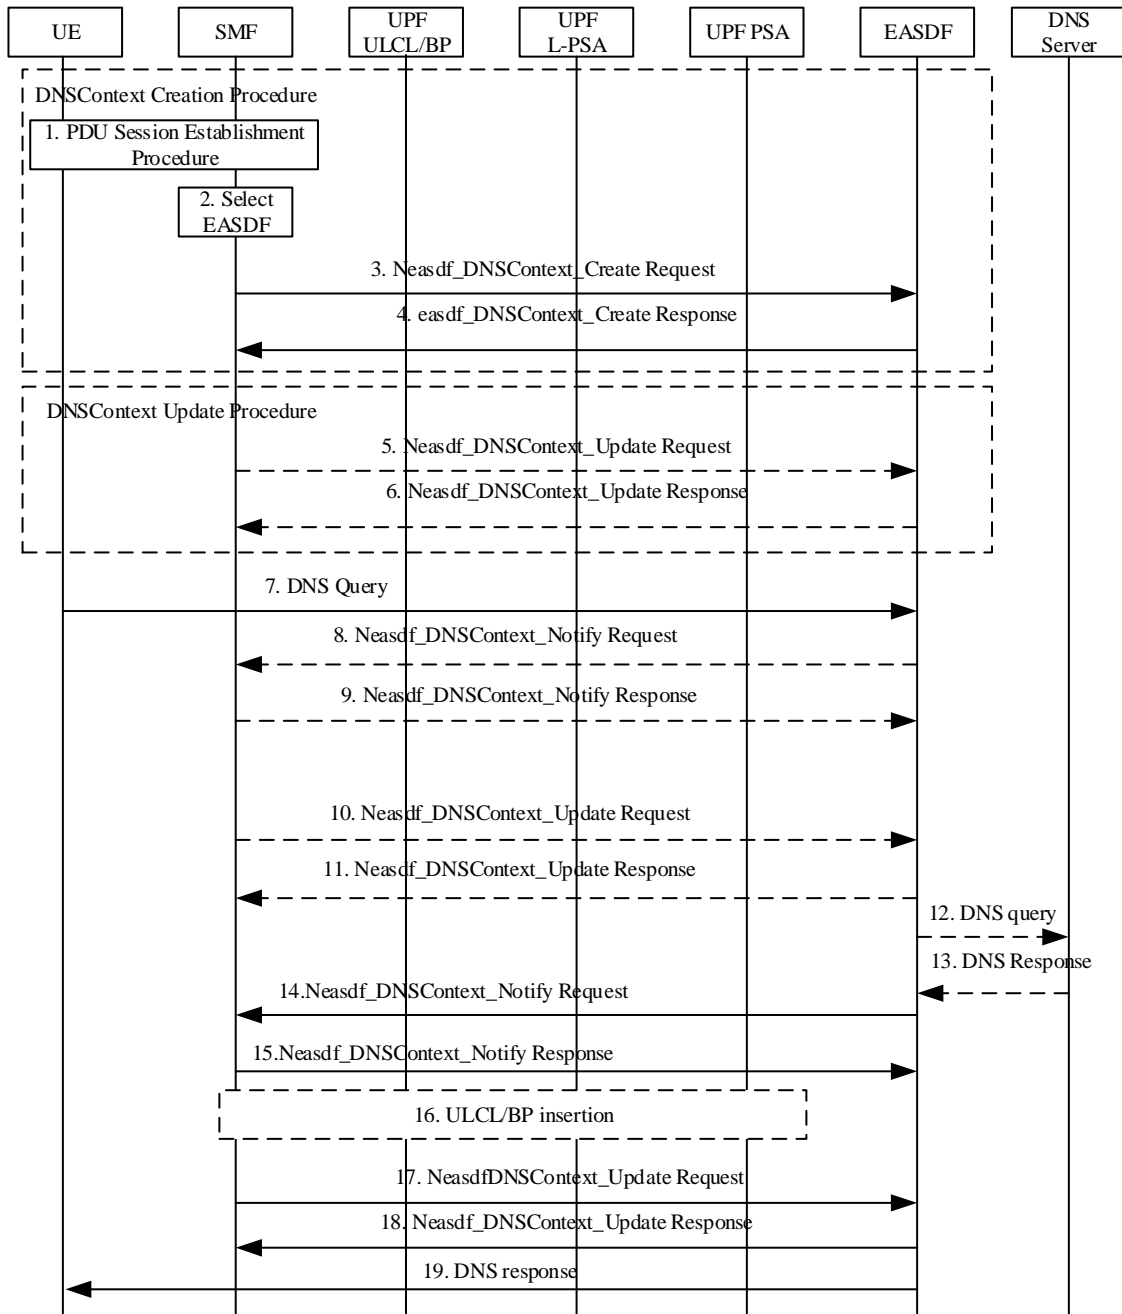 UE
SMF
UPF
ULCL/BP
UPF
L-PSA
UPF PSA
EASDF
DNS
Server
DNSContext Creation Procedure
1. PDU Session Establishment
Procedure
2. Select
EASDF
3. Neasdf_DNSContext_Create Request
4. easdf_DNSContext_Create Response
DNSContext Update Procedure
5. Neasdf_DNSContext_Update Request
6. Neasdf_DNSContext_Update Response
7. DNS Query
8. Neasdf_DNSContext_Notify Request
9. Neasdf_DNSContext_Notify Response
10. Neasdf_DNSContext_Update Request
11. Neasdf_DNSContext_Update Response
12. DNS query
13. DNS Response
14.Neasdf_DNSContext_Notify Request
15.Neasdf_DNSContext_Notify Response
16. ULCL/BP insertion
17. NeasdfDNSContext_Update Request
18. Neasdf_DNSContext_Update Response
19. DNS response